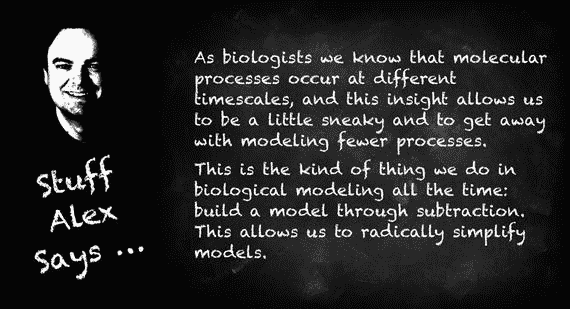 Stuff
Alex
Says ...
As biologists we know that molecular
processes occur at different
timescales, and this insight allows us
to be a little sneaky and to get away
with modeling fewer processes.
This is the kind of thing we do in
biological modeling all the time:
build a model through subtraction.
This allows us to radically simplify
models.